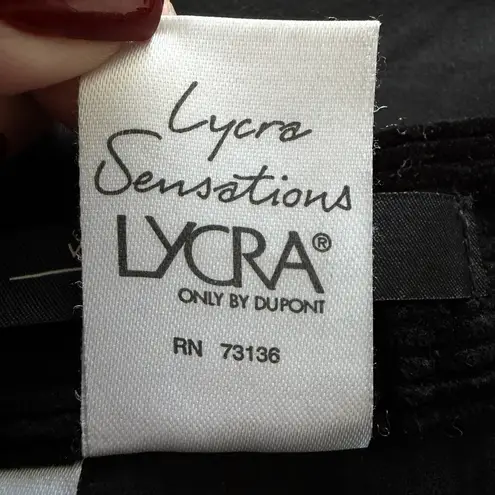 Lycra
Sensations
LYCRA®
ONLY BY DUPONT
RN 73136